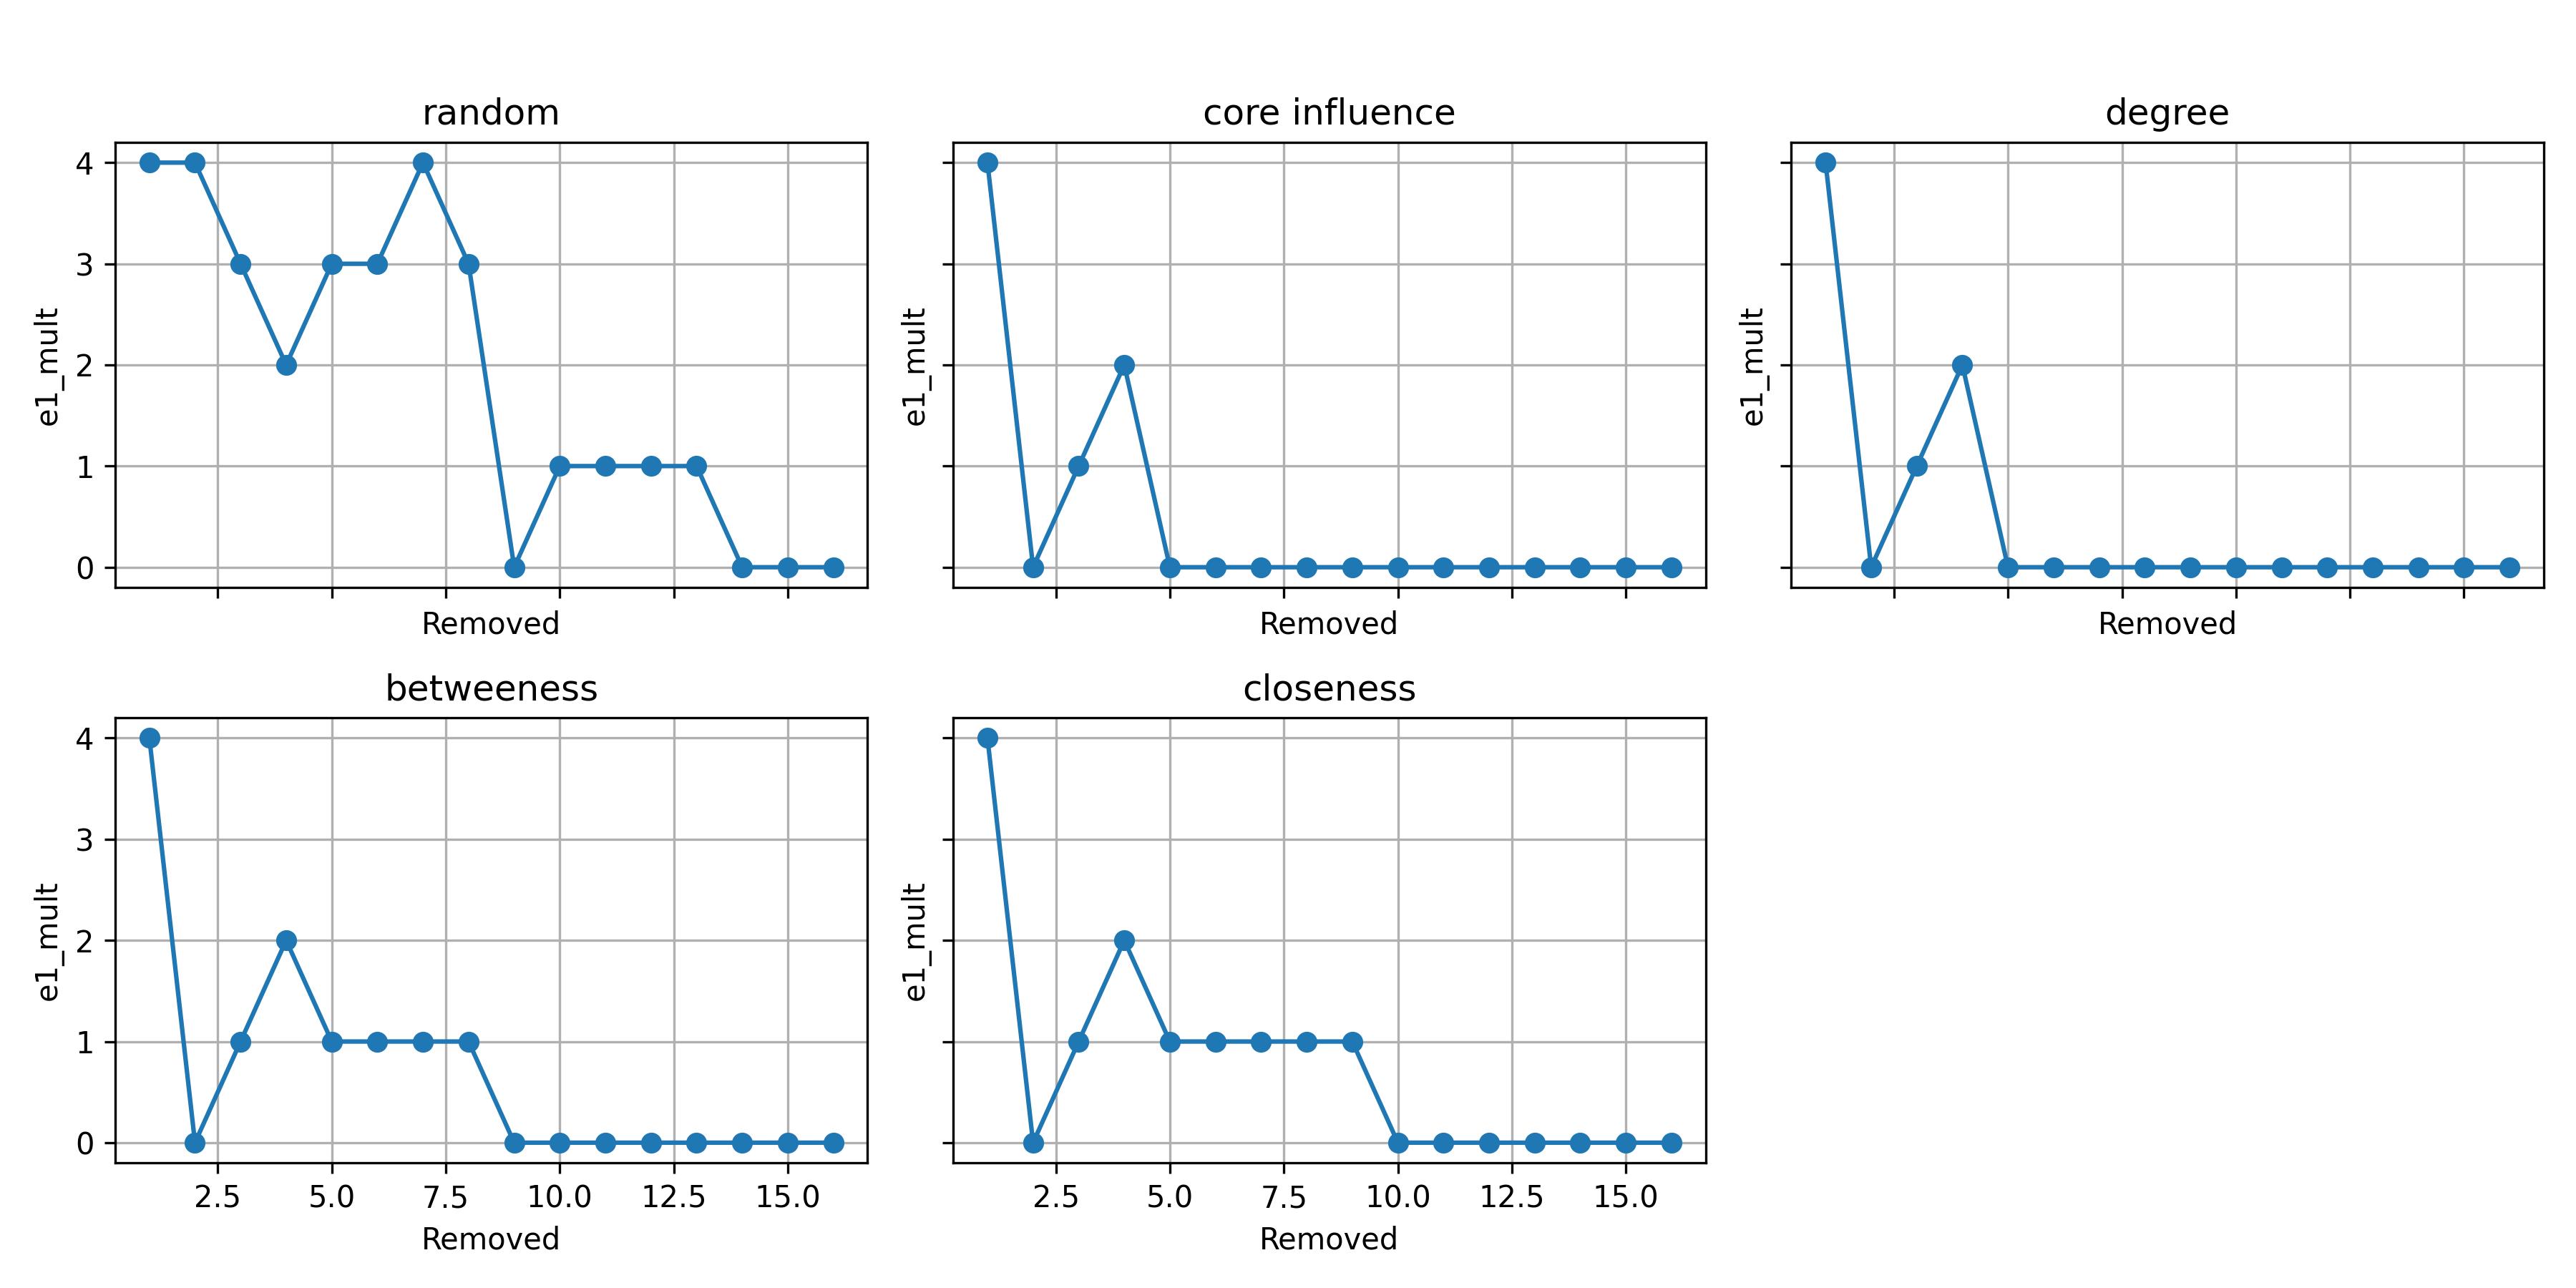 random
core influence
degree
4
3
2
1
0
e1_mult
e1_mult
e1_mult
Removed
Removed
Removed
betweeness
closeness
4
3
2
1
0
e1_mult
e1_mult
2.5 5.0 7.5 10.0 12.5 15.0
2.5 5.0 7.5 10.0 12.5 15.0
Removed
Removed